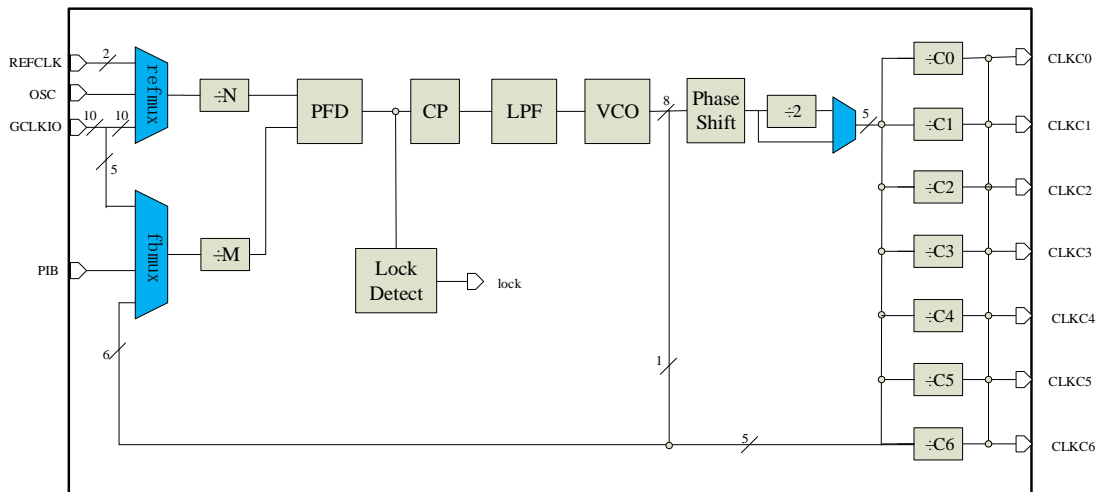 REFCLK
2
refmux
OSC
GCLKIO
10
10
5
÷N
PFD
CP
LPF
VCO
8
Phase
Shift
÷2
5
÷C0
CLKC0
÷C1
CLKC1
÷C2
CLKC2
÷C3
CLKC3
÷C4
CLKC4
÷C5
CLKC5
÷C6
CLKC6
fbmux
÷M
PIB
Lock
Detect
lock
6
1
5